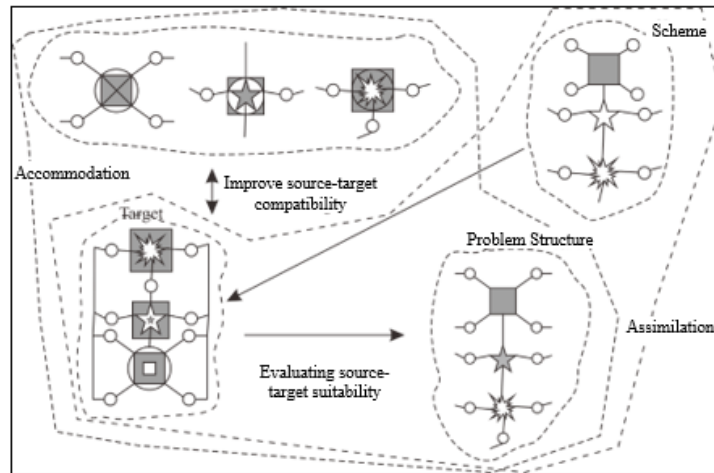 Scheme
Accommodation
Improve source-target
compatibility
Target
Problem Structure
Assimilation
Evaluating source-
target suitability